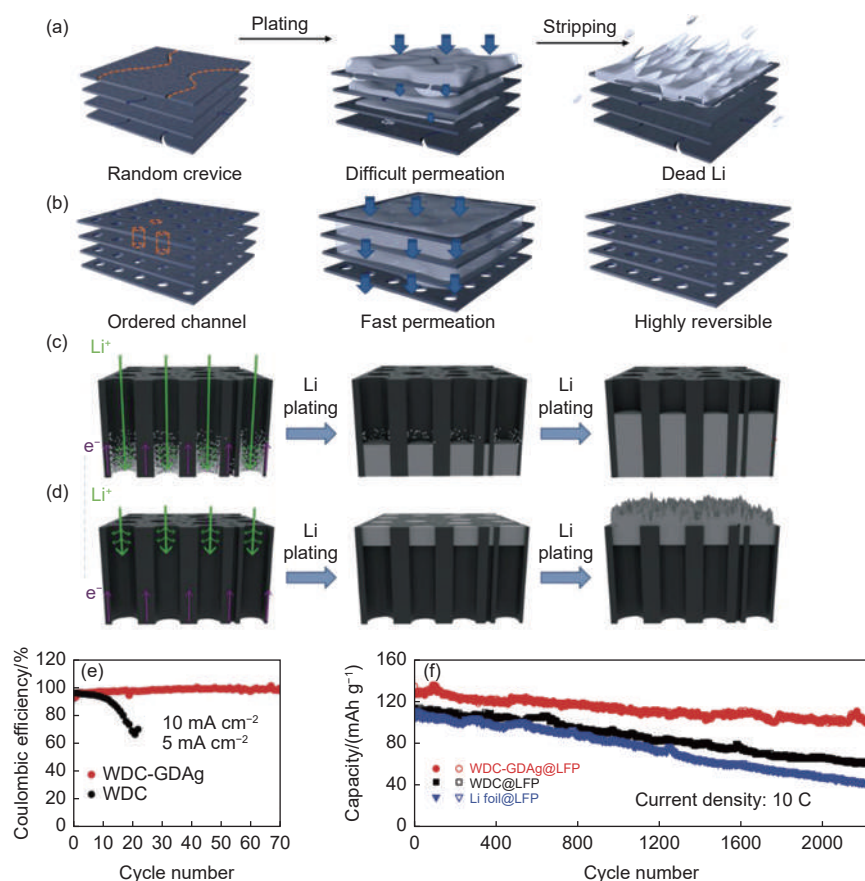 (a)
Plating
Stripping
Random crevice
Difficult permeation
Dead Li
(b)
Ordered channel
Fast permeation
Highly reversible
(c)
Li⁺
e⁻
Li
plating
Li
plating
(d)
Li⁺
e⁻
Li
plating
Li
plating
(e)
Coulombic efficiency/%
120
100
80
60
40
20
0
10 mA cm⁻²
5 mA cm⁻²
WDC-GDAg
WDC
0 10 20 30 40 50 60 70
Cycle number
(f)
Capacity/(mAh g⁻¹)
160
120
80
40
0
WDC-GDAg@LFP
WDC@LFP
Li foil@LFP
Current density: 10 C
0 400 800 1200 1600 2000
Cycle number